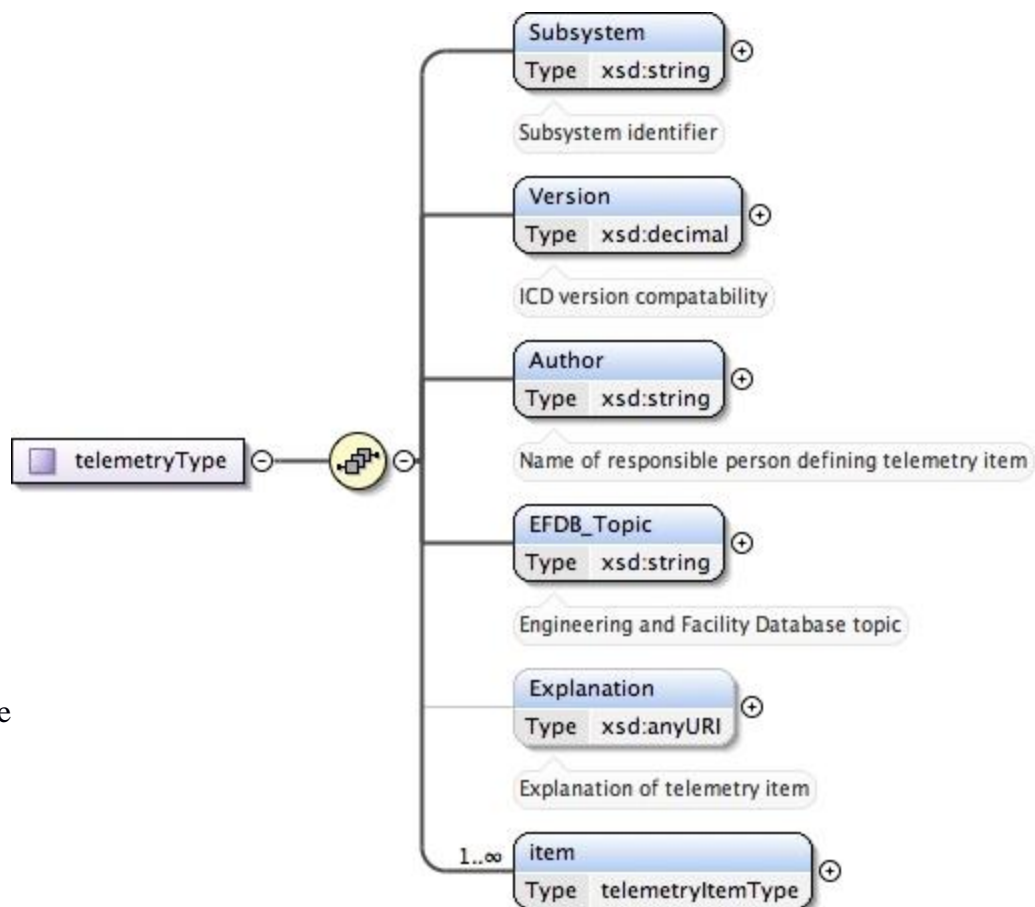 Subsystem
Type xsd:string
Subsystem identifier
Version
Type xsd:decimal
ICD version compatability
Author
Type xsd:string
telemetryType
Name of responsible person defining telemetry item
EFDB_Topic
Type xsd:string
Engineering and Facility Database topic
Explanation
e
Type xsd:anyURI
Explanation of telemetry item
1..∞
item
Type telemetryItemType